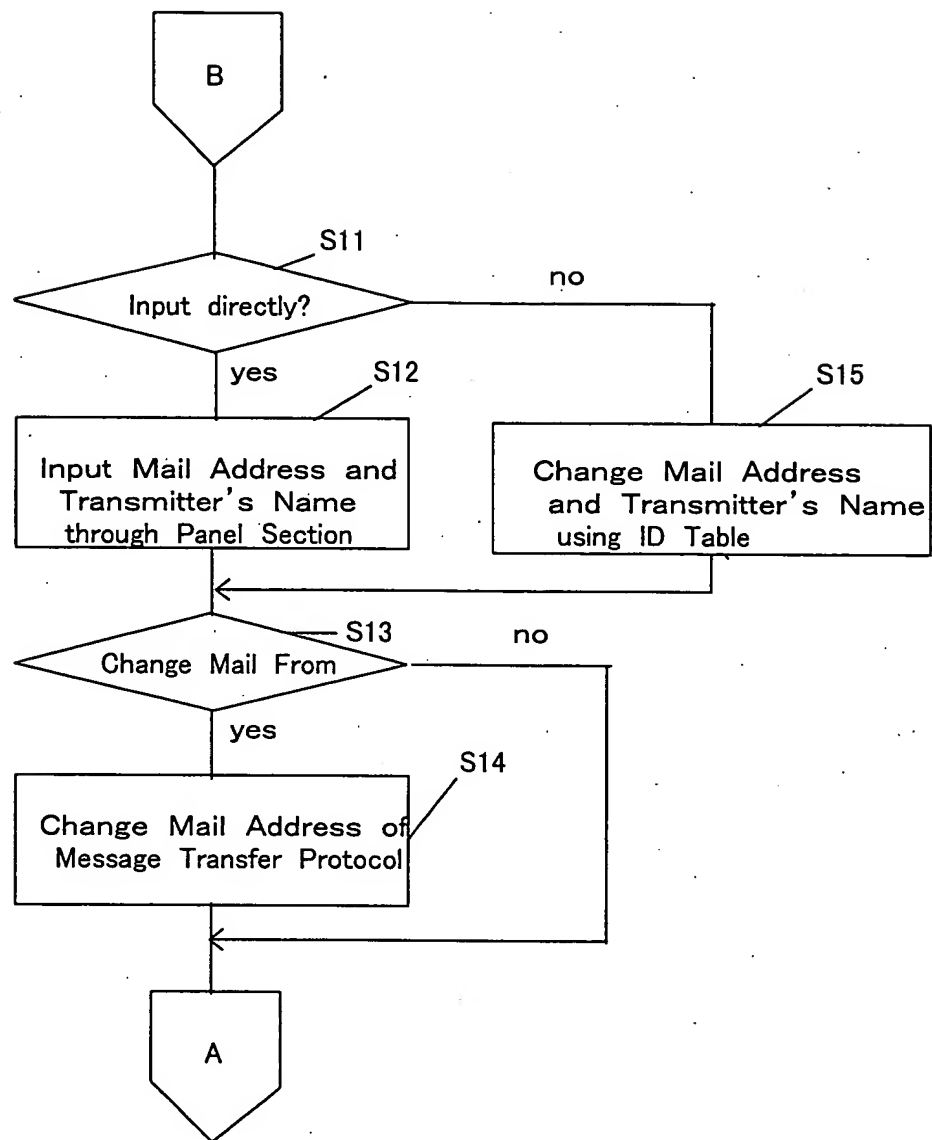 B
S11
Input directly?
no
yes
S12
S15
Input Mail Address and
Transmitter's Name
through Panel Section
Change Mail Address
and Transmitter's Name
using ID Table
S13
Change Mail From
no
yes
S14
Change Mail Address of
Message Transfer Protocol
A